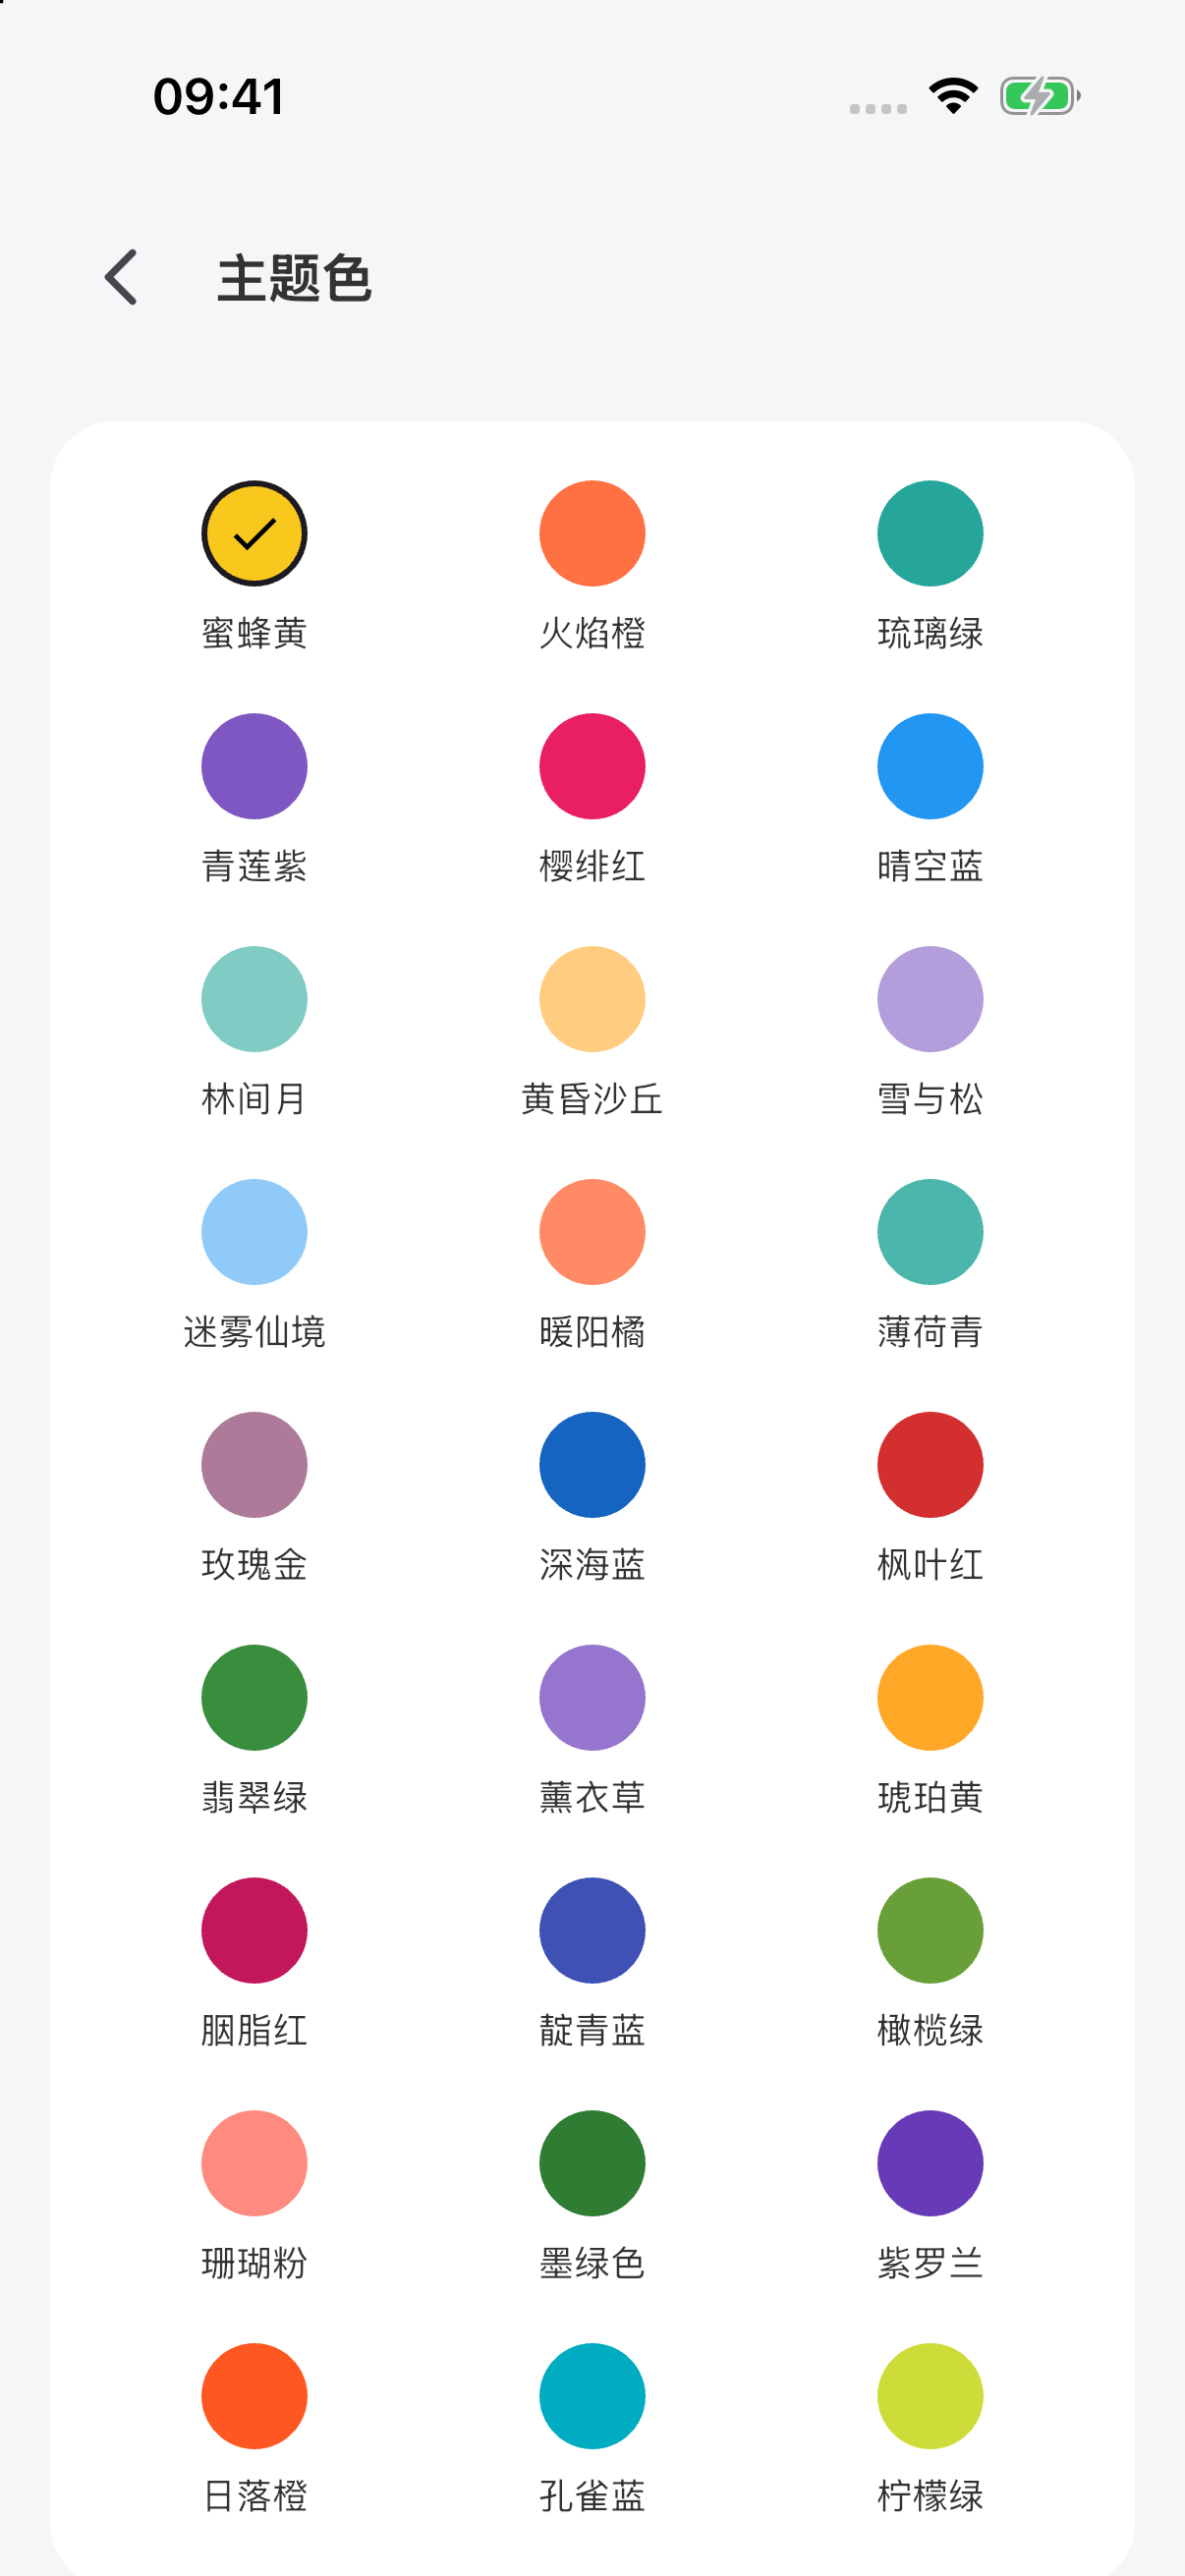 09:41
主题色
蜜蜂黄 火焰橙 琉璃绿
青莲紫 樱绯红 晴空蓝
林间月 黄昏沙丘 雪与松
迷雾仙境 暖阳橘 薄荷青
玫瑰金 深海蓝 枫叶红
翡翠绿 薰衣草 琥珀黄
胭脂红 靛青蓝 橄榄绿
珊瑚粉 墨绿色 紫罗兰
日落橙 孔雀蓝 柠檬绿